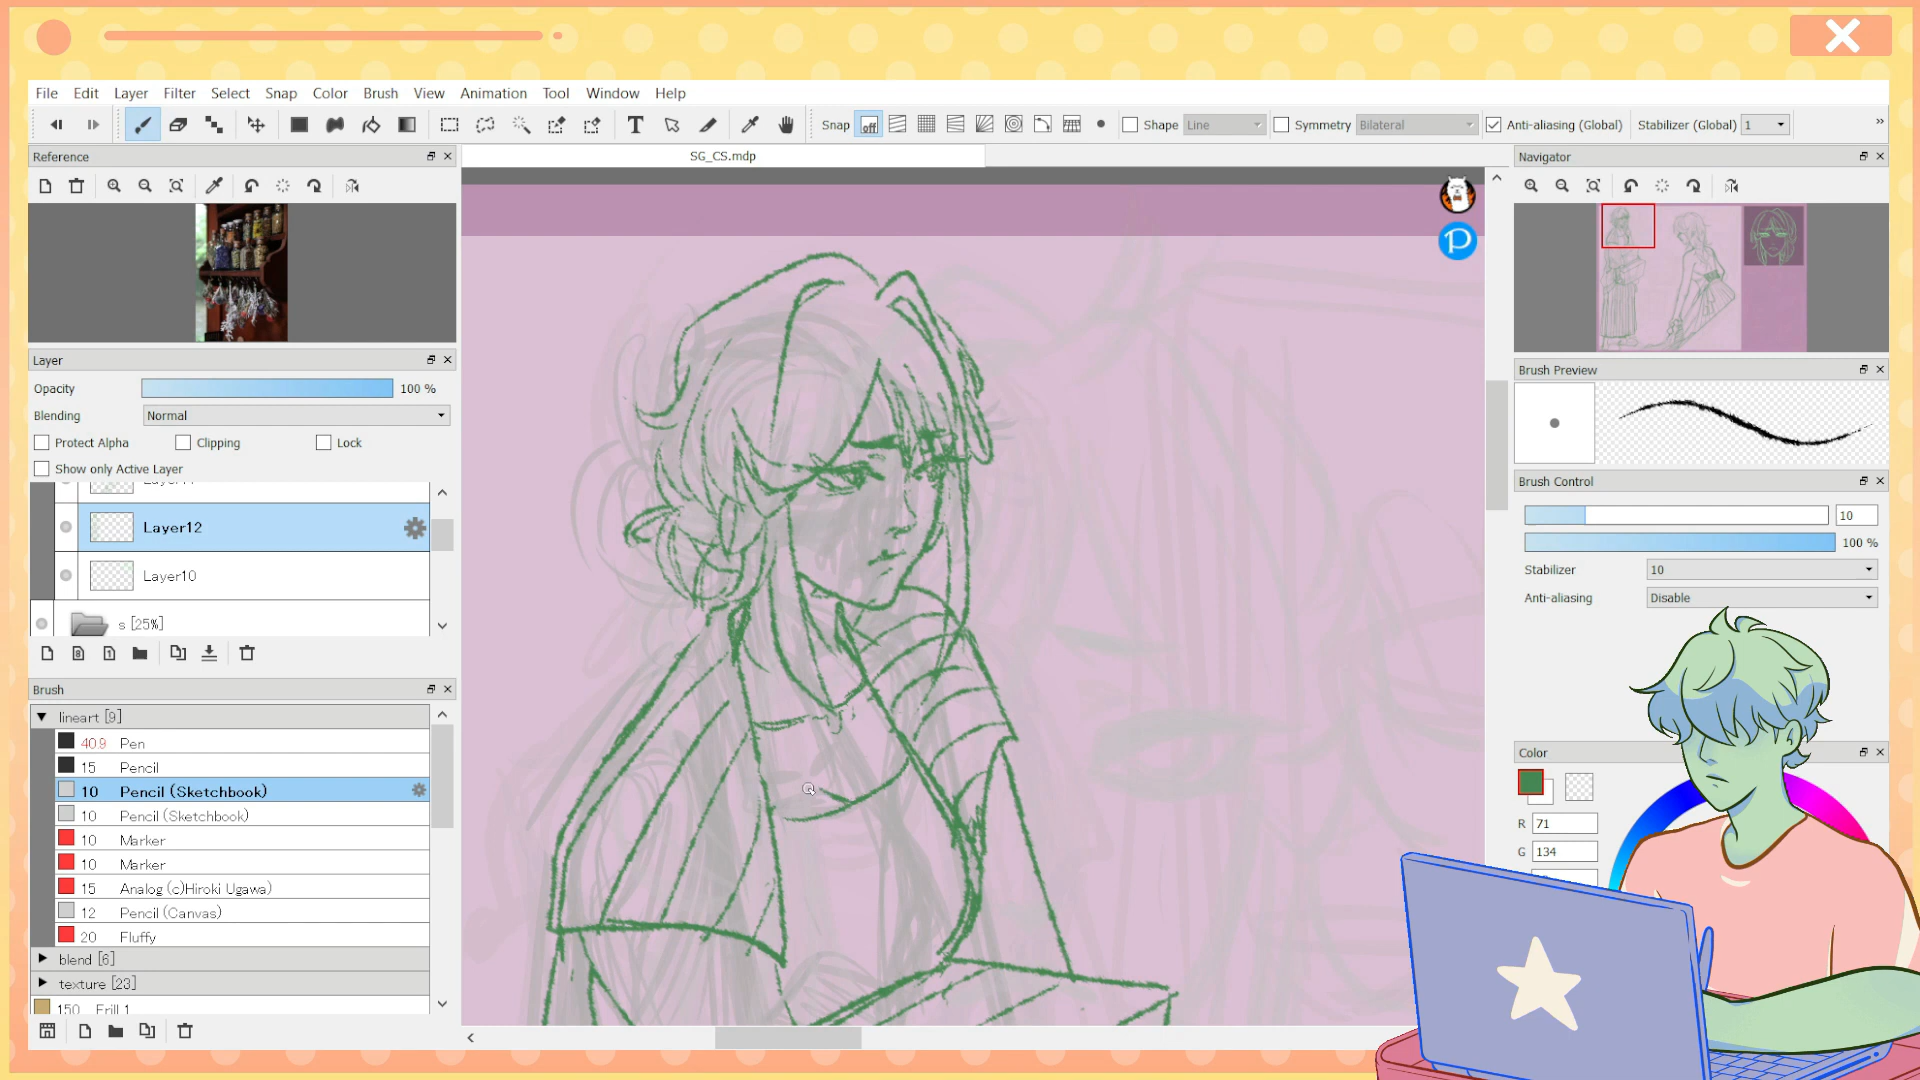 File Edit Layer Filter Select Snap Color Brush View Animation Tool Window Help
T Snap off Shape Line Symmetry Bilateral Anti-aliasing (Global) Stabilizer (Global) 1 »
Reference
SG_CS.mdp
Navigator
Layer
Opacity 100 %
Blending Normal
Protect Alpha Clipping Lock
Show only Active Layer
Layer12
Layer10
s [25%]
8 1
Brush
lineart [9]
40.9 Pen
15 Pencil
10 Pencil (Sketchbook)
10 Pencil (Sketchbook)
10 Marker
10 Marker
15 Analog (c)Hiroki Ugawa)
12 Pencil (Canvas)
20 Fluffy
blend [6]
texture [23]
150 Frill 1
P
Brush Preview
Brush Control
10
100 %
Stabilizer 10
Anti-aliasing Disable
Color
R 71
G 134